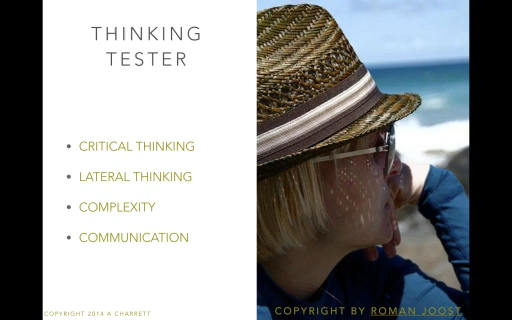 THINKING
TESTER
• CRITICAL THINKING
• LATERAL THINKING
• COMPLEXITY
• COMMUNICATION
COPYRIGHT 2014 A CHARRETT
COPYRIGHT BY ROMAN JOOST